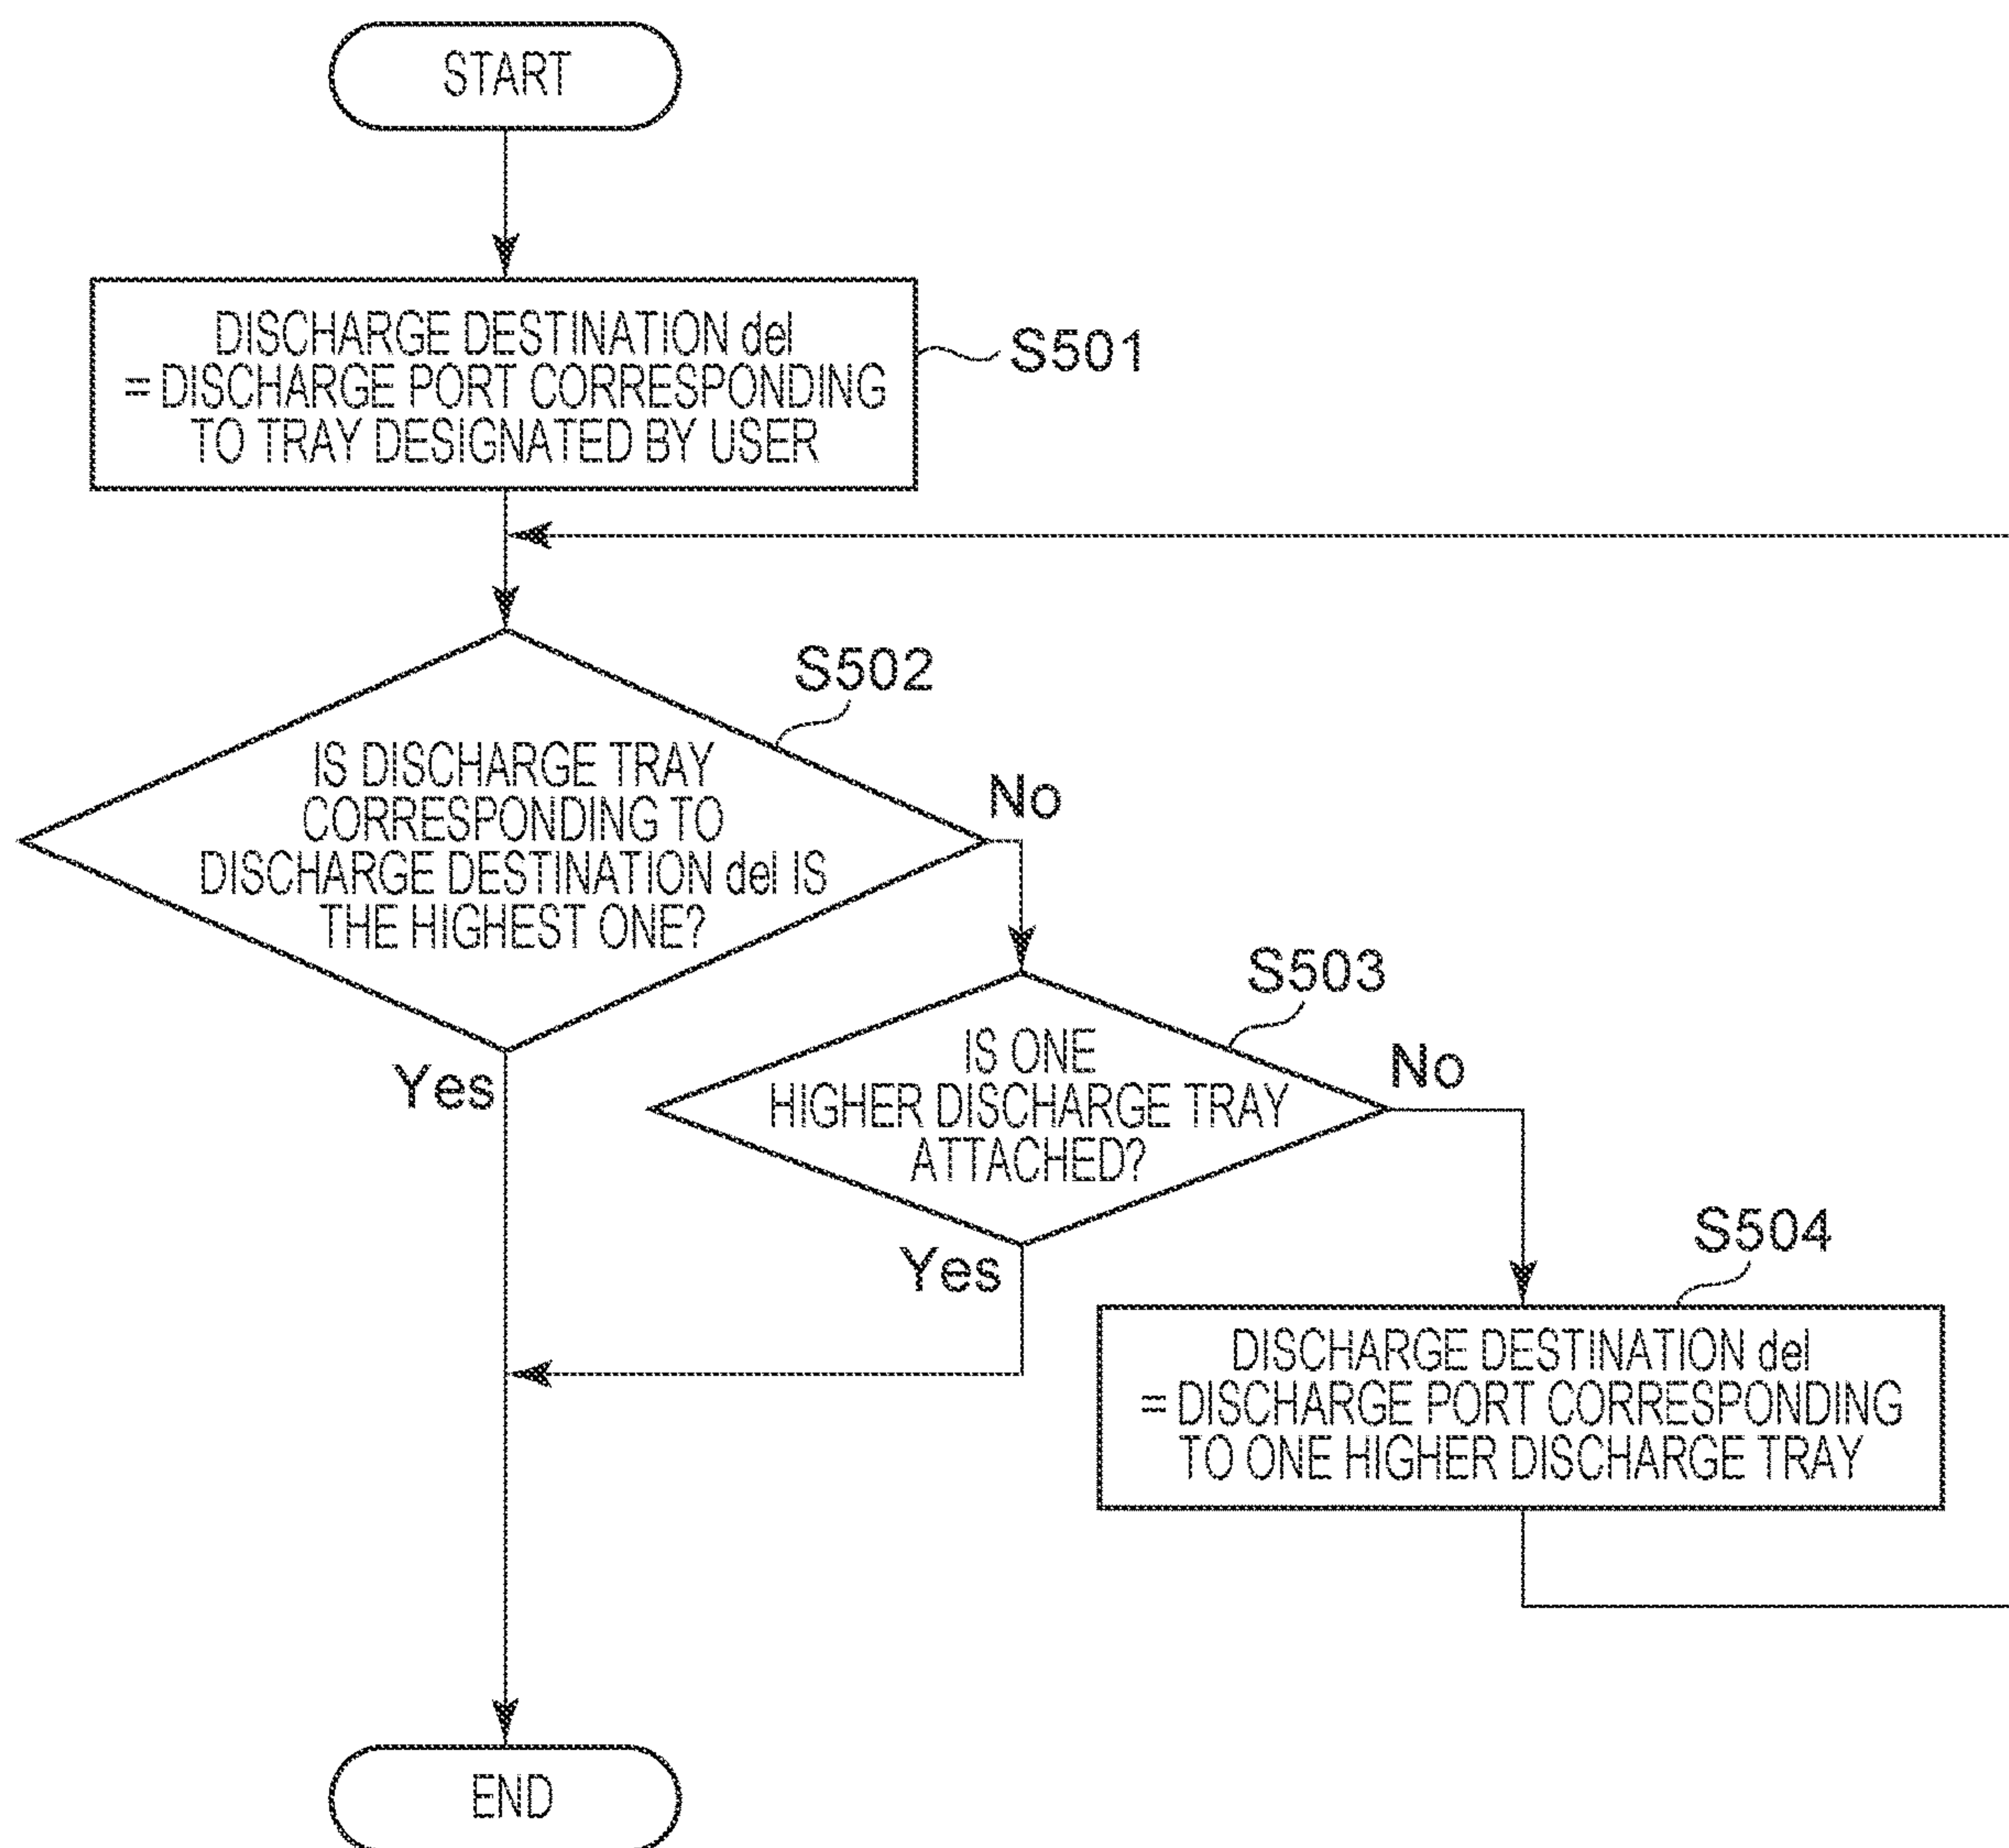 START
DISCHARGE DESTINATION del
= DISCHARGE PORT CORRESPONDING
TO TRAY DESIGNATED BY USER
S501
S502
IS DISCHARGE TRAY
CORRESPONDING TO
DISCHARGE DESTINATION del IS
THE HIGHEST ONE?
No
Yes
S503
IS ONE
HIGHER DISCHARGE TRAY
ATTACHED?
No
Yes
S504
DISCHARGE DESTINATION del
= DISCHARGE PORT CORRESPONDING
TO ONE HIGHER DISCHARGE TRAY
END